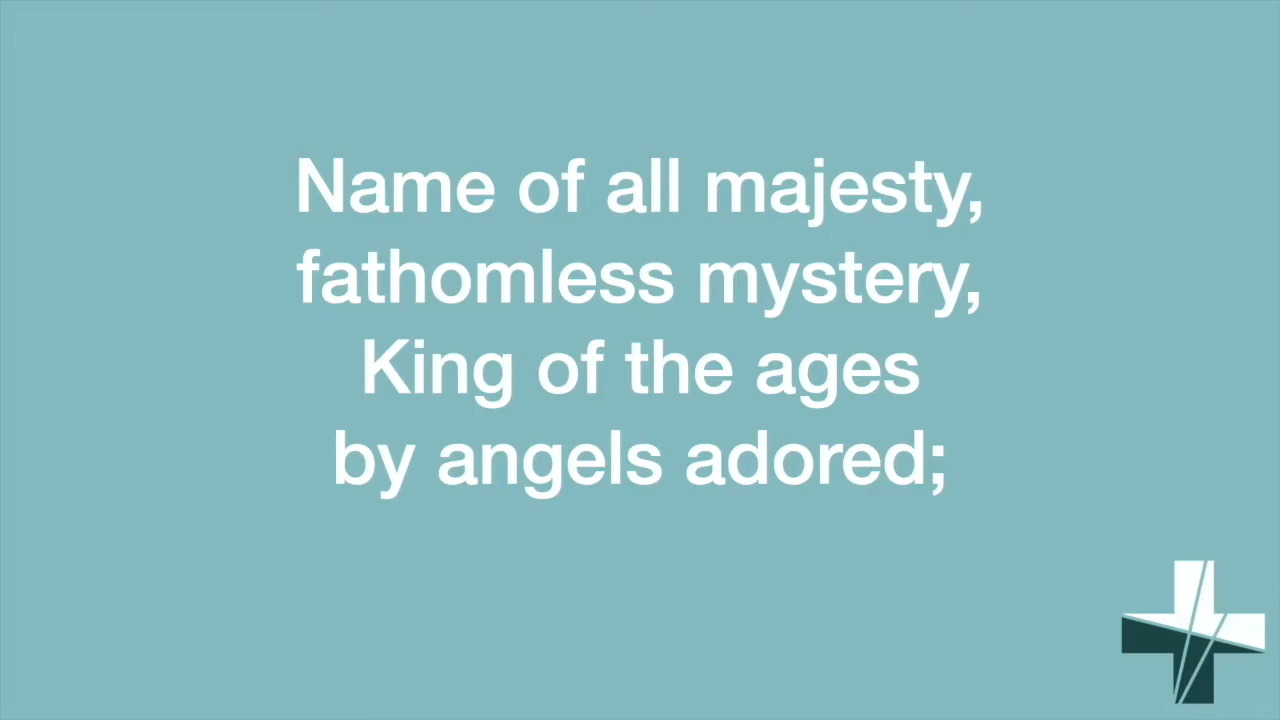 Name of all majesty,
fathomless mystery,
King of the ages
by angels adored;